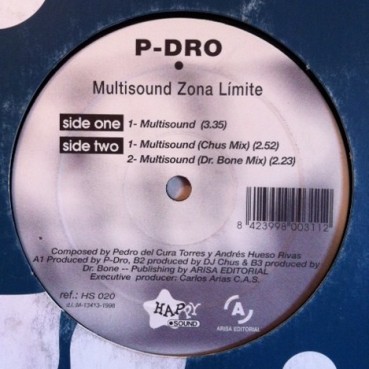 P-DRO
Multisound Zona Límite
side one 1- Multisound (3.35)
side two 1- Multisound (Chus Mix) (2.52)
2- Multisound (Dr. Bone Mix) (2.23)
8 423998 003112
Composed by Pedro del Cura Torres y Andrés Hueso Rivas
A1 Produced by P-Dro, B2 produced by DJ Chus & B3 produced by
Dr. Bone -- Publishing by ARISA EDITORIAL
Executive producer: Carlos Arias C.A.S.
ref.: HS 020
D.L.:M-13413-1998
HAPPY
SOUND
A
ARISA EDITORIAL